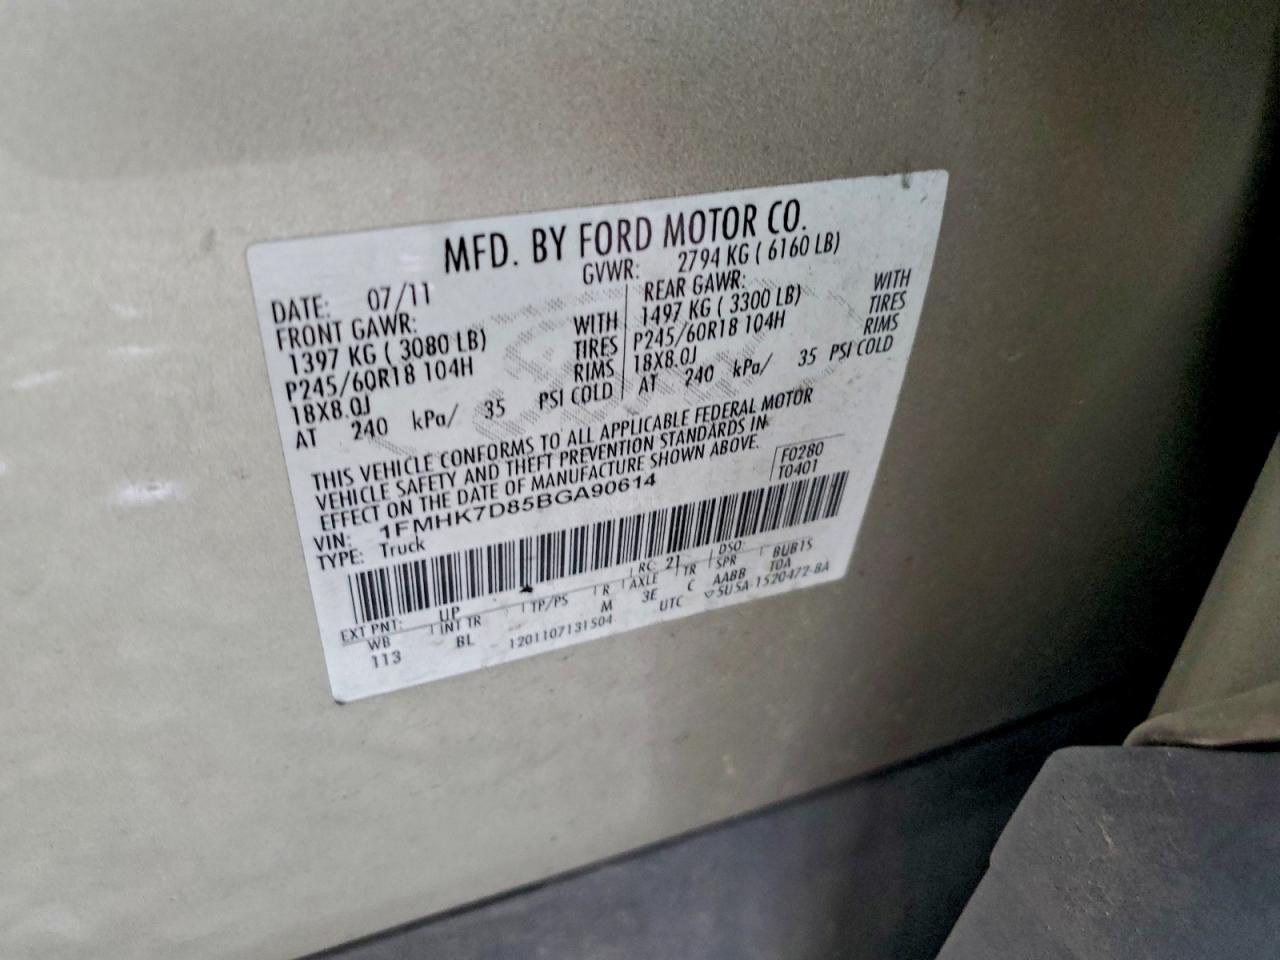 MFD. BY FORD MOTOR CO.
DATE: 07/11 GVWR: 2794 KG ( 6160 LB)
FRONT GAWR: REAR GAWR:
1397 KG ( 3080 LB) WITH 1497 KG ( 3300 LB) WITH
P245/60R18 104H TIRES P245/60R18 104H TIRES
18X8.0J RIMS 18X8.0J RIMS
AT 240 kPa/ 35 PSI COLD AT 240 kPa/ 35 PSI COLD
THIS VEHICLE CONFORMS TO ALL APPLICABLE FEDERAL MOTOR
VEHICLE SAFETY AND THEFT PREVENTION STANDARDS IN
EFFECT ON THE DATE OF MANUFACTURE SHOWN ABOVE.
VIN: 1FMHK7D85BGA90614 F0280
TYPE: Truck T0401
EXT PNT: UP RC: 21 DSO:
WB INT TR TP/PS R AXLE TR SPR BUB1S
113 BL M 3E C AABB TOA
1201107131504 UTC ▽5U5A-1520472-BA